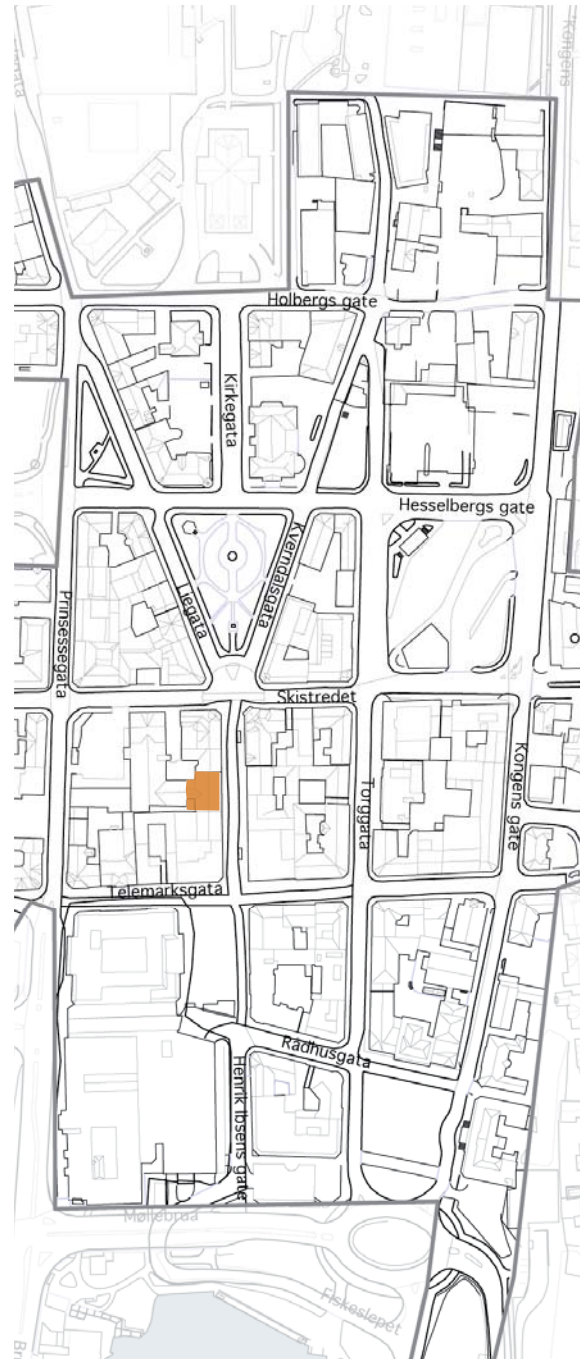 Kongens
Holbergs gate
Kirkegata
Hesselbergs gate
Kverndalsgata
Liegata
Prinsessegata
Skistredet
Kongens gate
Torggata
Telemarksgata
Rådhusgata
Henrik Ibsens gate
Møllebrua
Fiskeslepet